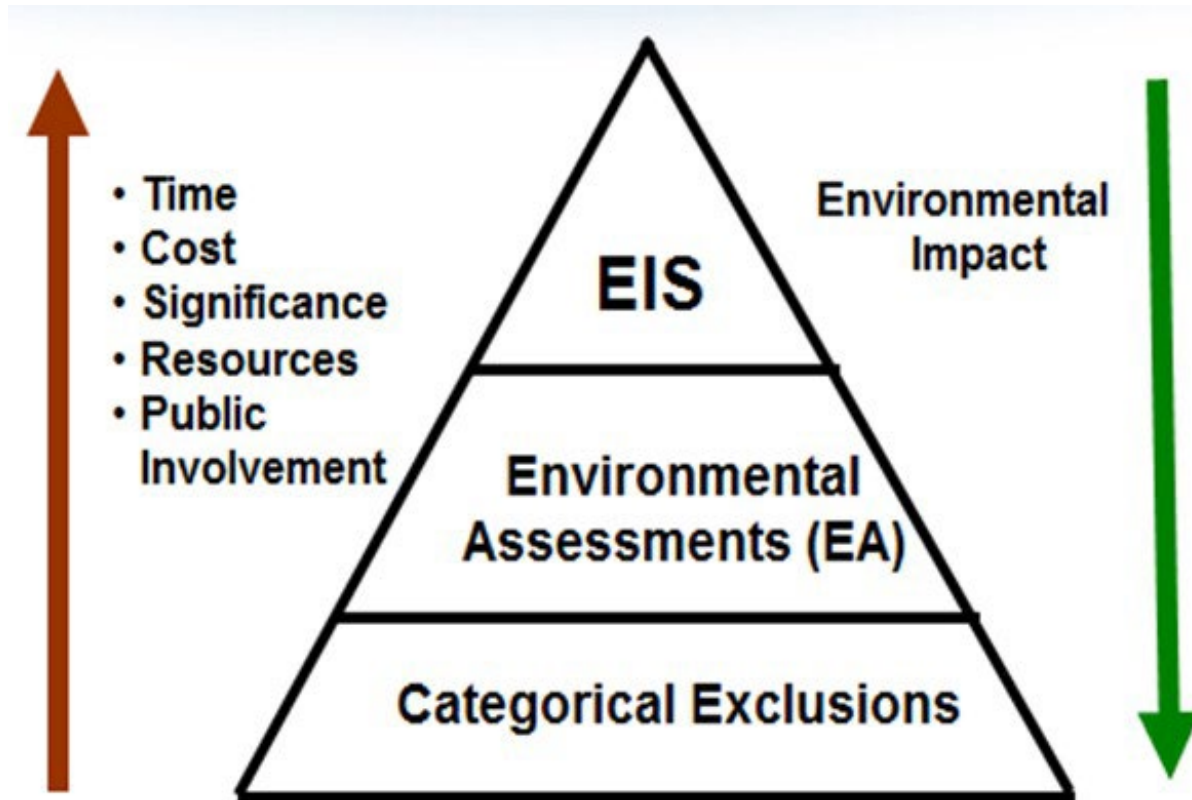 • Time
• Cost
• Significance
• Resources
• Public
Involvement
Environmental
Impact
EIS
Environmental
Assessments (EA)
Categorical Exclusions